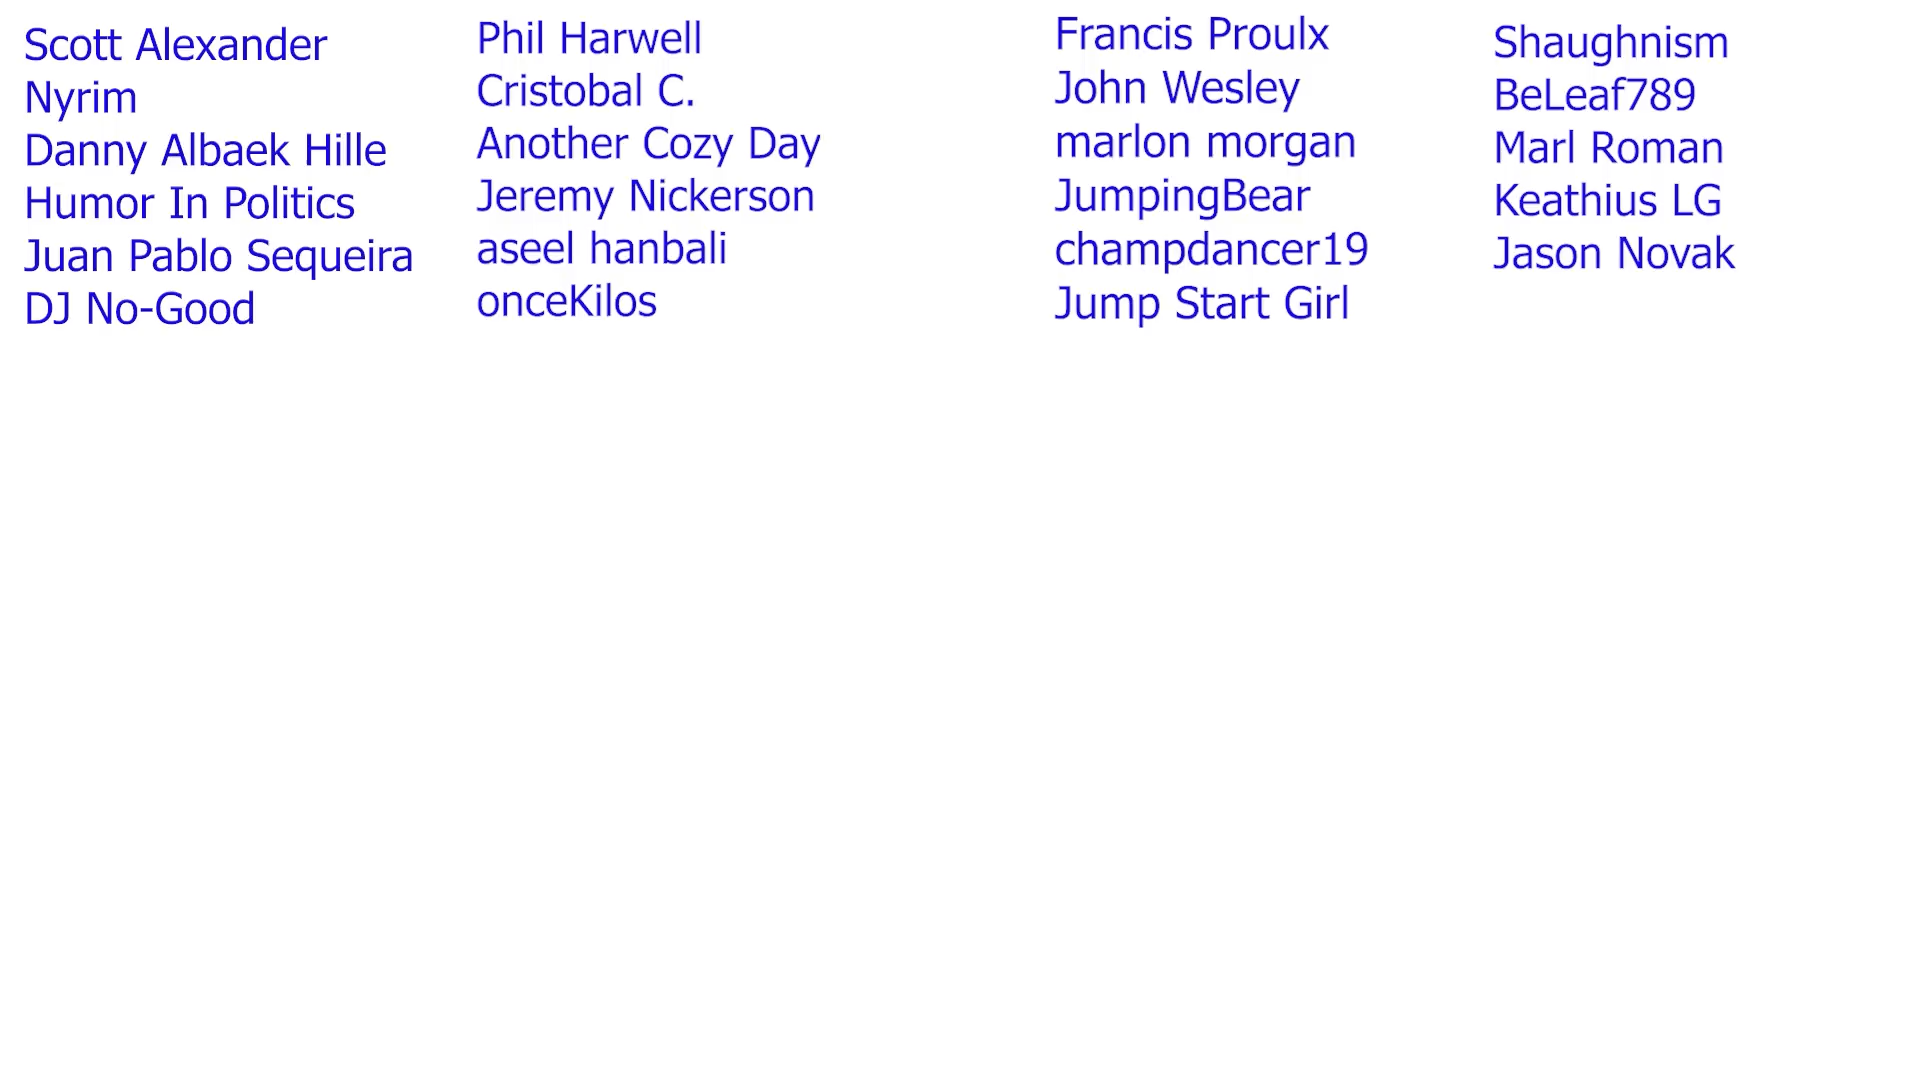 Scott Alexander
Nyrim
Danny Albaek Hille
Humor In Politics
Juan Pablo Sequeira
DJ No-Good
Phil Harwell
Cristobal C.
Another Cozy Day
Jeremy Nickerson
aseel hanbali
onceKilos
Francis Proulx
John Wesley
marlon morgan
JumpingBear
champdancer19
Jump Start Girl
Shaughnism
BeLeaf789
Marl Roman
Keathius LG
Jason Novak